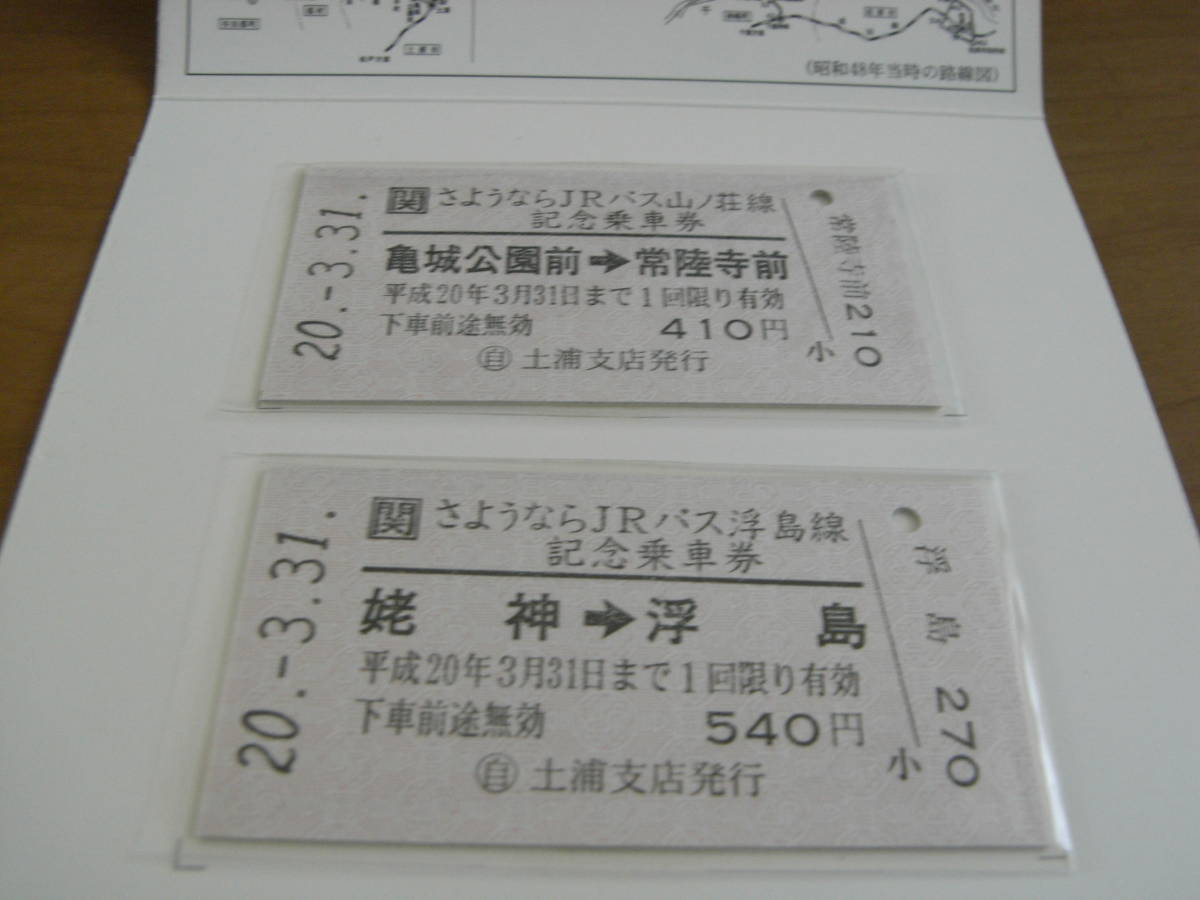 (昭和48年当時の路線図)
20.-3.31.
関 さようならJRバス山ノ荘線
記念乗車券
亀城公園前➡常陸寺前
平成20年3月31日まで1回限り有効
下車前途無効 410円
自 土浦支店発行
常陸寺前210
小
20.-3.31.
関 さようならJRバス浮島線
記念乗車券
姥神➡浮島
平成20年3月31日まで1回限り有効
下車前途無効 540円
自 土浦支店発行
浮島 270
小